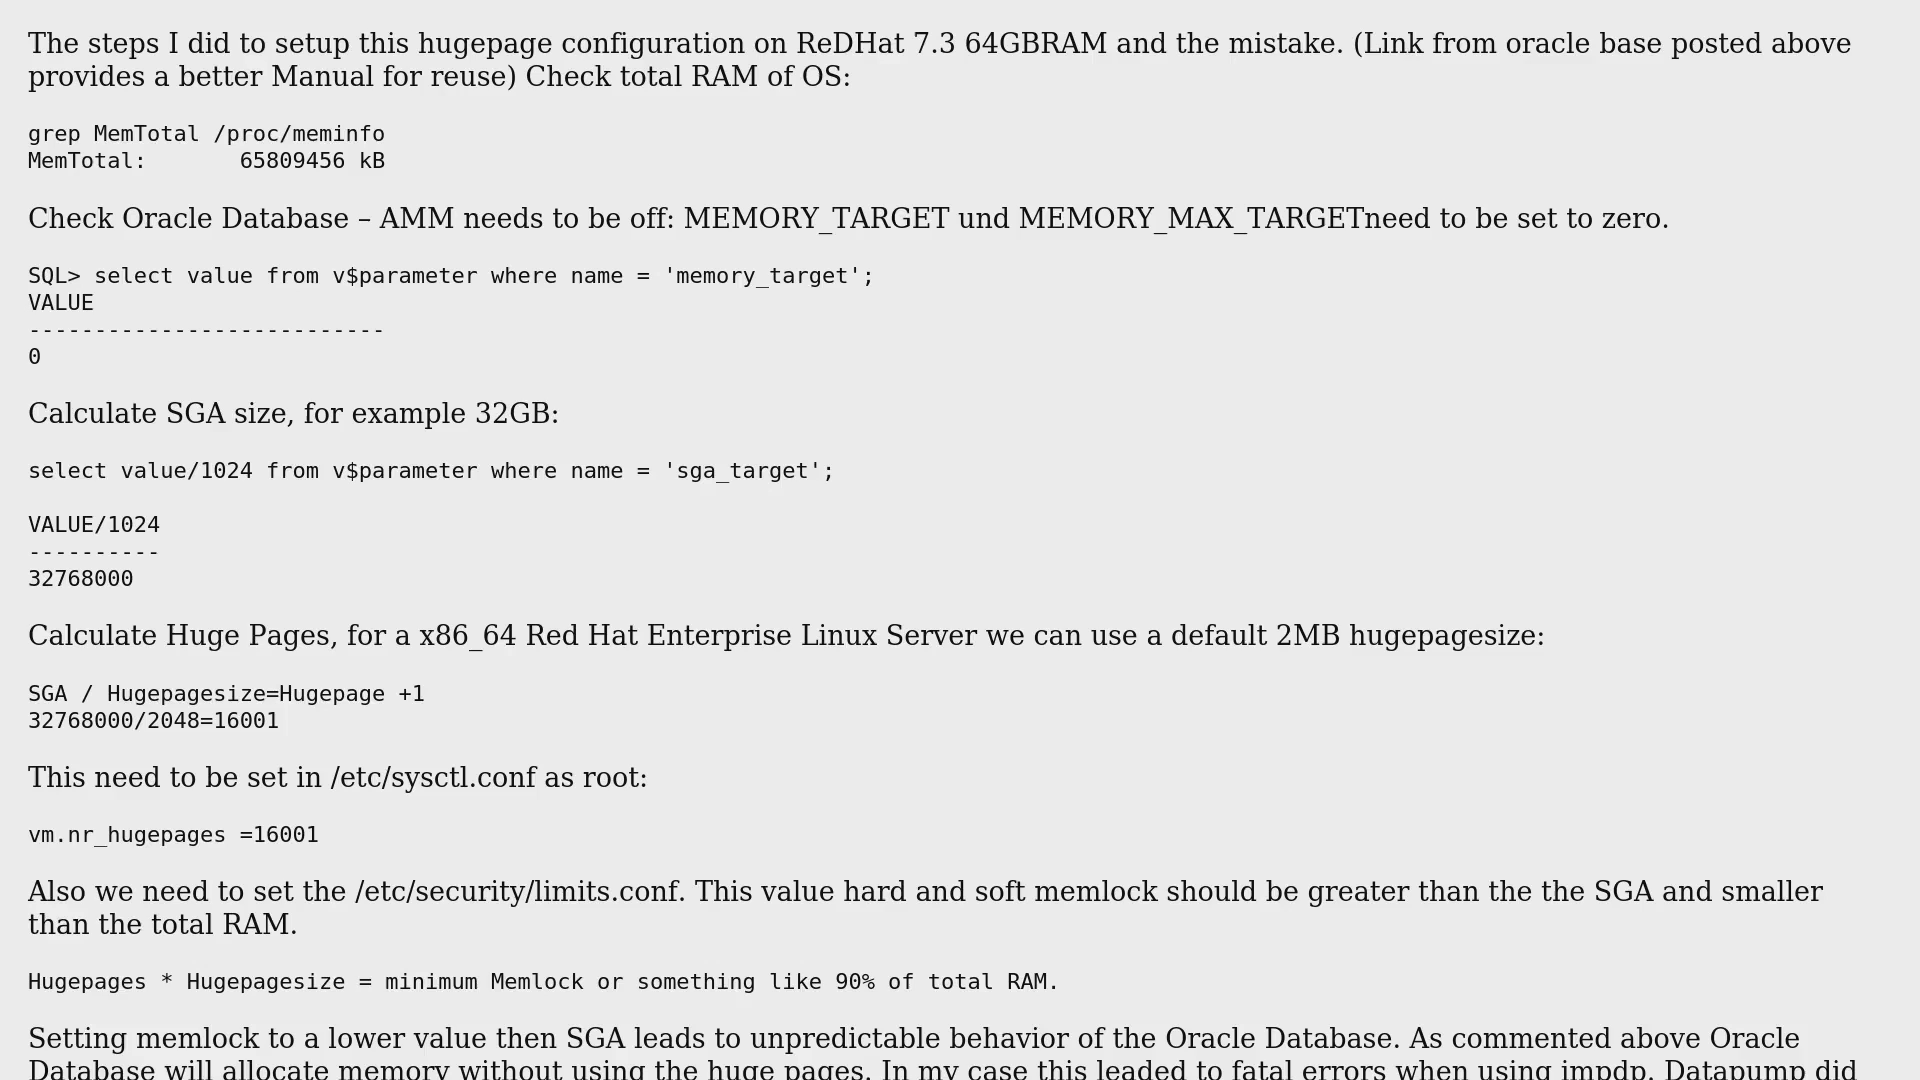 The steps I did to setup this hugepage configuration on ReDHat 7.3 64GBRAM and the mistake. (Link from oracle base posted above
provides a better Manual for reuse) Check total RAM of OS:
grep MemTotal /proc/meminfo
MemTotal:       65809456 kB
Check Oracle Database – AMM needs to be off: MEMORY_TARGET und MEMORY_MAX_TARGETneed to be set to zero.
SQL> select value from v$parameter where name = 'memory_target';
VALUE
---------------------------
0
Calculate SGA size, for example 32GB:
select value/1024 from v$parameter where name = 'sga_target';
VALUE/1024
----------
32768000
Calculate Huge Pages, for a x86_64 Red Hat Enterprise Linux Server we can use a default 2MB hugepagesize:
SGA / Hugepagesize=Hugepage +1
32768000/2048=16001
This need to be set in /etc/sysctl.conf as root:
vm.nr_hugepages =16001
Also we need to set the /etc/security/limits.conf. This value hard and soft memlock should be greater than the the SGA and smaller
than the total RAM.
Hugepages * Hugepagesize = minimum Memlock or something like 90% of total RAM.
Setting memlock to a lower value then SGA leads to unpredictable behavior of the Oracle Database. As commented above Oracle
Database will allocate memory without using the huge pages. In my case this leaded to fatal errors when using impdp. Datapump did